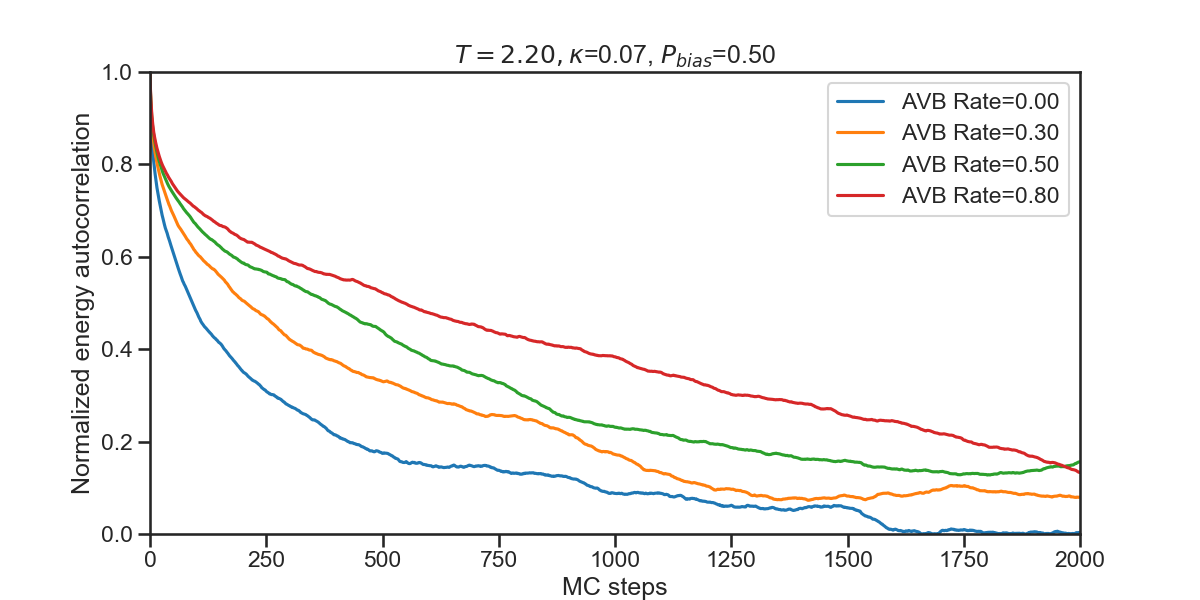 T = 2.20, κ=0.07, P_bias=0.50
Normalized energy autocorrelation
1.0
0.8
0.6
0.4
0.2
0.0
AVB Rate=0.00
AVB Rate=0.30
AVB Rate=0.50
AVB Rate=0.80
0 250 500 750 1000 1250 1500 1750 2000
MC steps